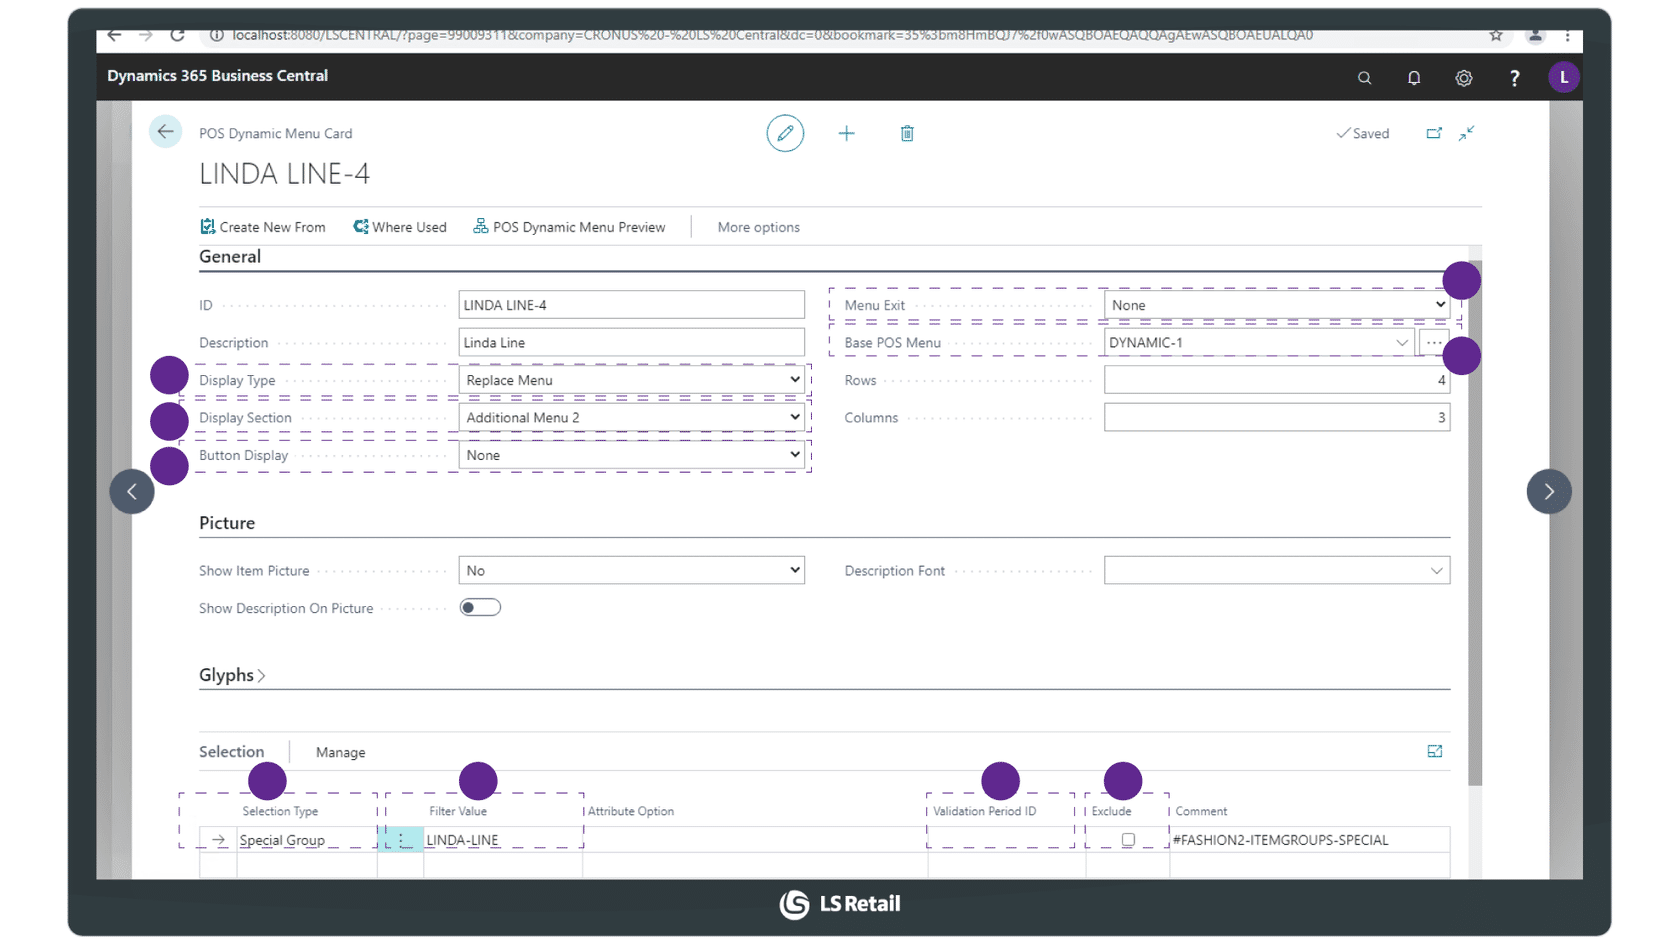 localhost:8080/LSCENTRAL/?page=99009311&company=CRONUS%20-%20LS%20Central&dc=0&bookmark=35%3bm8HmBQJ7%2f0wASQBOAEQAQQAgAEwASQBOAEUALQA0
Dynamics 365 Business Central
? L
POS Dynamic Menu Card
Saved
LINDA LINE-4
Create New From Where Used POS Dynamic Menu Preview More options
General
ID LINDA LINE-4 Menu Exit None
Description Linda Line Base POS Menu DYNAMIC-1 ...
Display Type Replace Menu Rows 4
Display Section Additional Menu 2 Columns 3
Button Display None
Picture
Show Item Picture No Description Font
Show Description On Picture
Glyphs
Selection Manage
Selection Type Filter Value Attribute Option Validation Period ID Exclude Comment
Special Group LINDA-LINE #FASHION2-ITEMGROUPS-SPECIAL
LS Retail